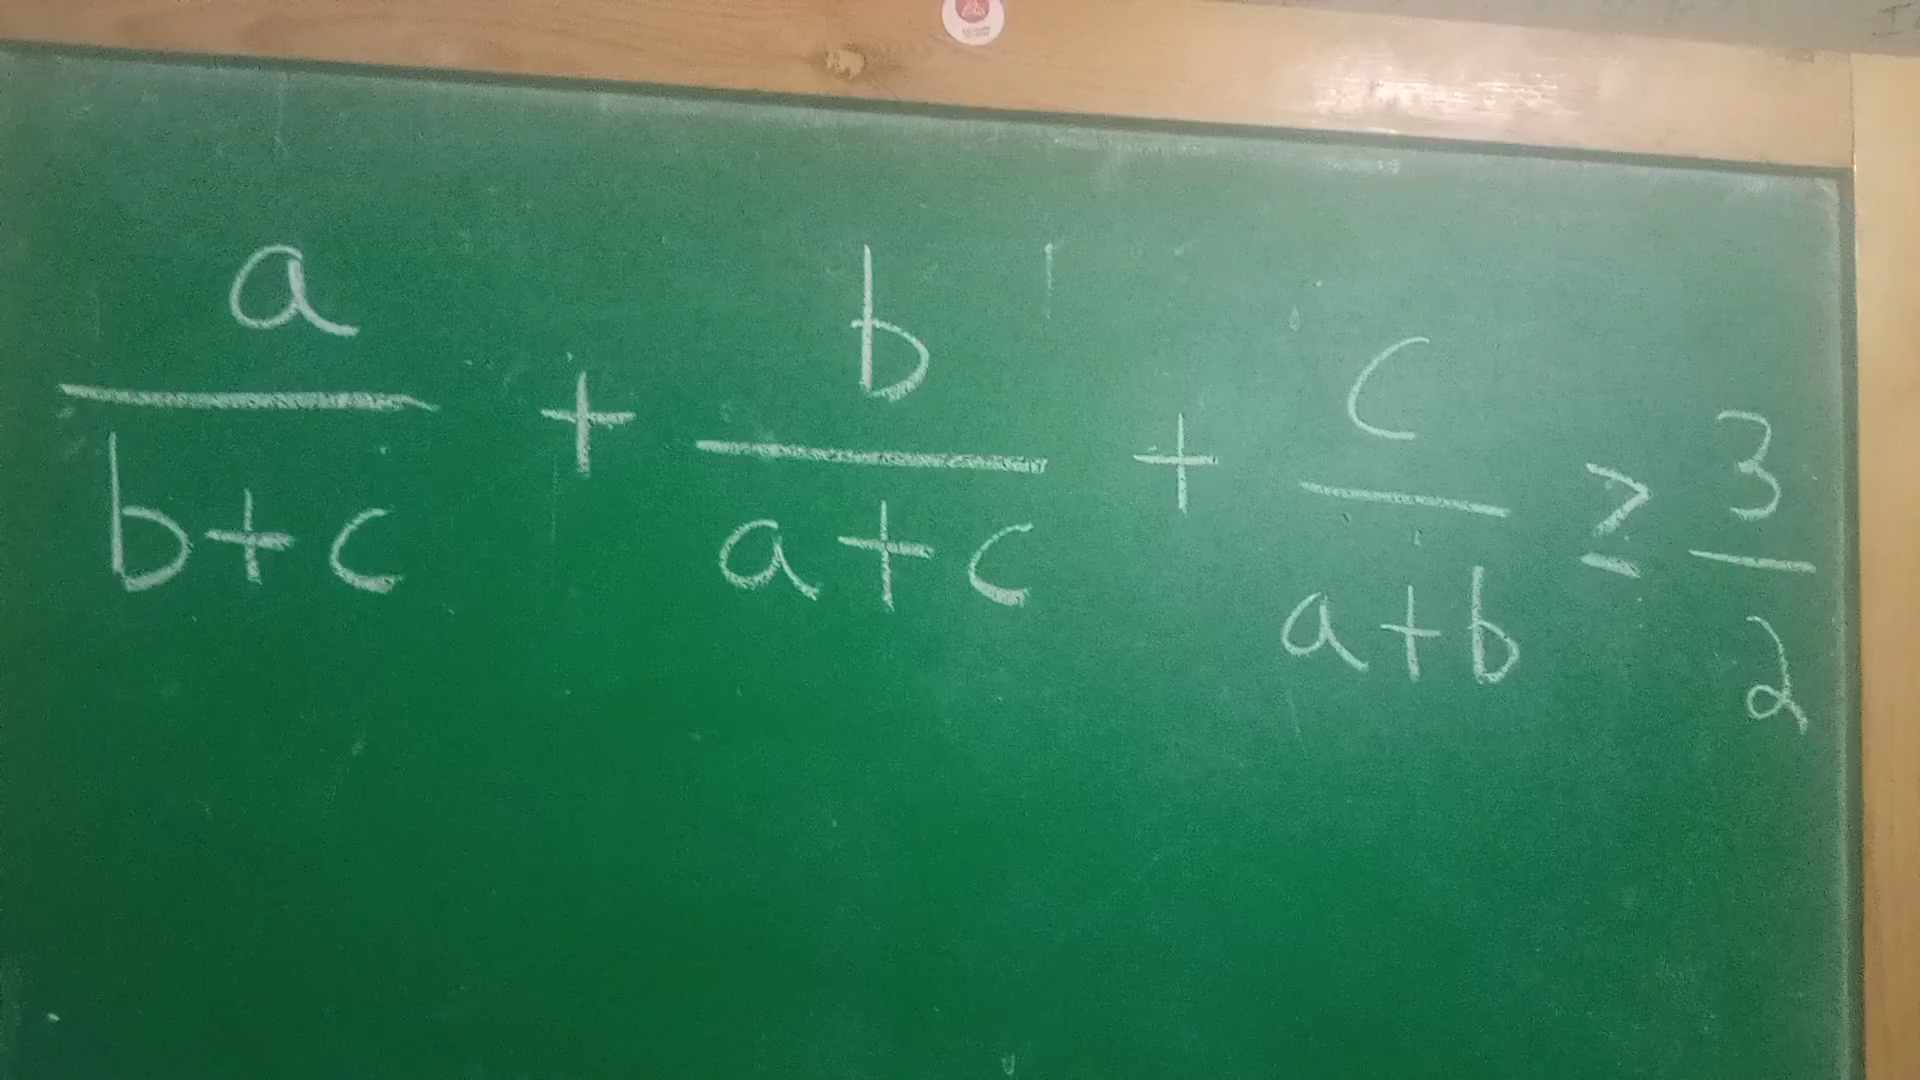 a/(b+c) + b/(a+c) + c/(a+b) ≥ 3/2